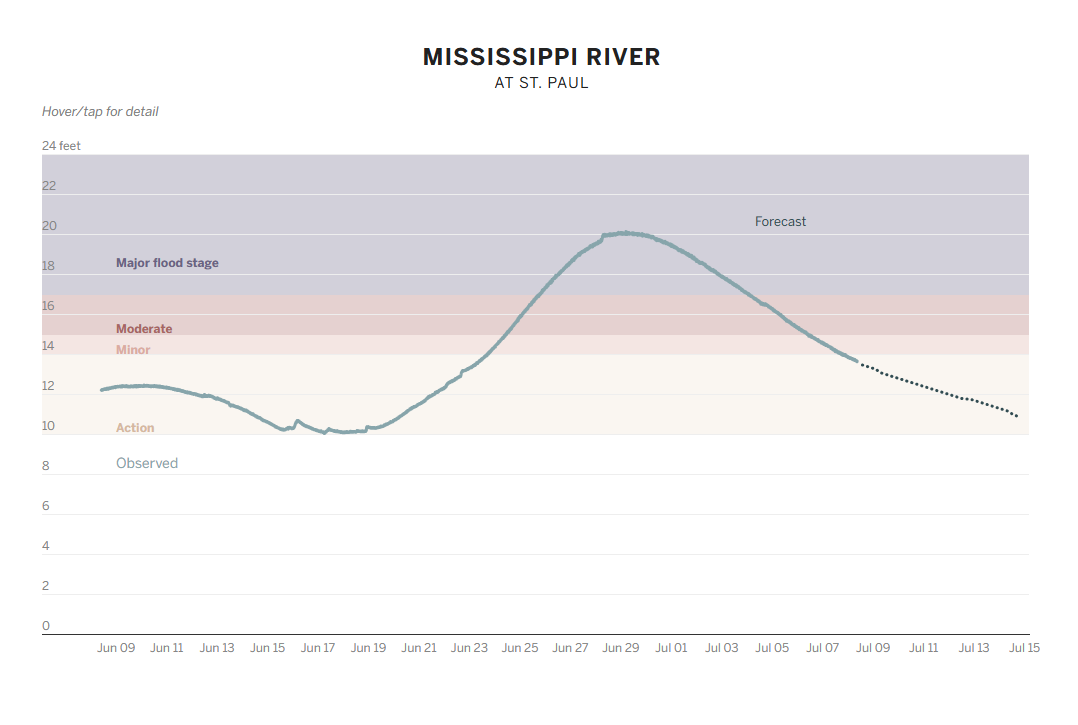 MISSISSIPPI RIVER
AT ST. PAUL
Hover/tap for detail
24 feet
22
20
Forecast
18
Major flood stage
16
Moderate
14
Minor
12
10
Action
8
Observed
6
4
2
0
Jun 09 Jun 11 Jun 13 Jun 15 Jun 17 Jun 19 Jun 21 Jun 23 Jun 25 Jun 27 Jun 29 Jul 01 Jul 03 Jul 05 Jul 07 Jul 09 Jul 11 Jul 13 Jul 15